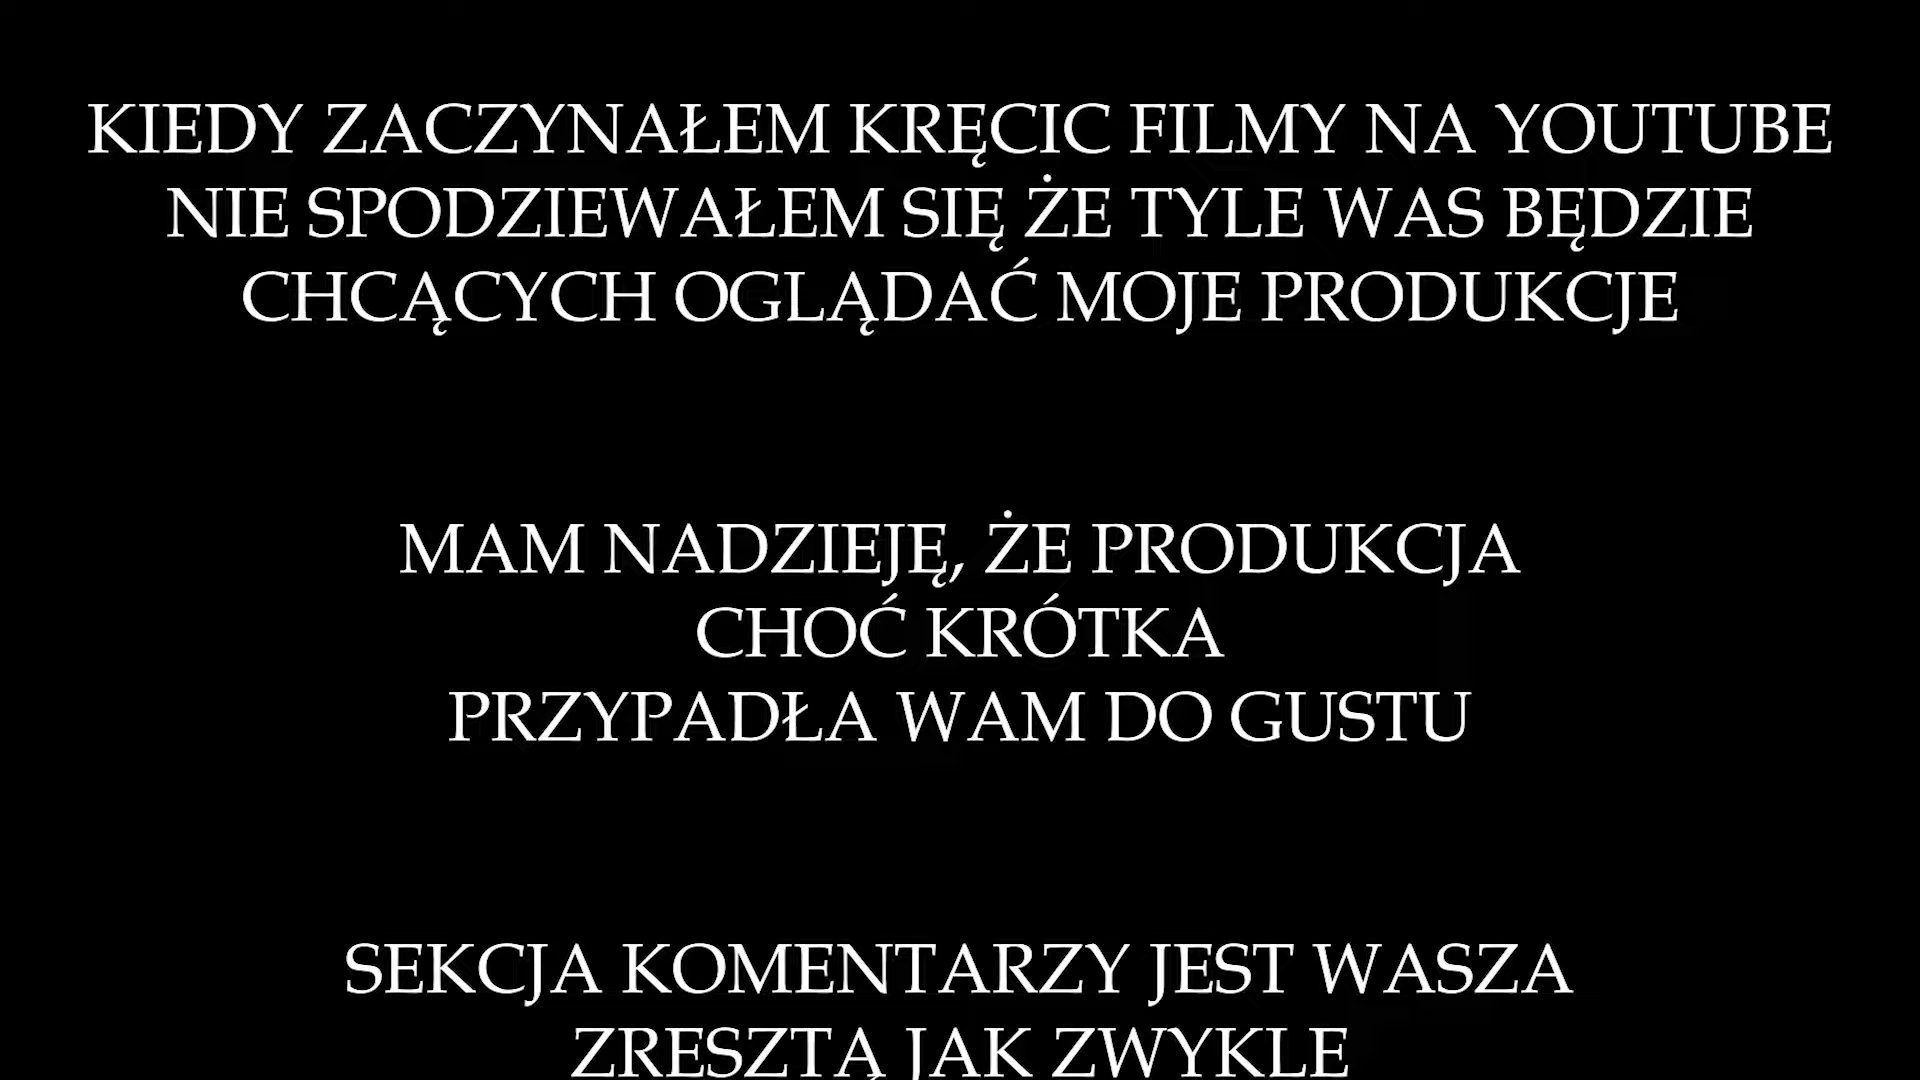 KIEDY ZACZYNAŁEM KRĘCIC FILMY NA YOUTUBE
NIE SPODZIEWAŁEM SIĘ ŻE TYLE WAS BĘDZIE
CHCĄCYCH OGLĄDAĆ MOJE PRODUKCJE
MAM NADZIEJĘ, ŻE PRODUKCJA
CHOĆ KRÓTKA
PRZYPADŁA WAM DO GUSTU
SEKCJA KOMENTARZY JEST WASZA
ZRESZTĄ JAK ZWYKLE